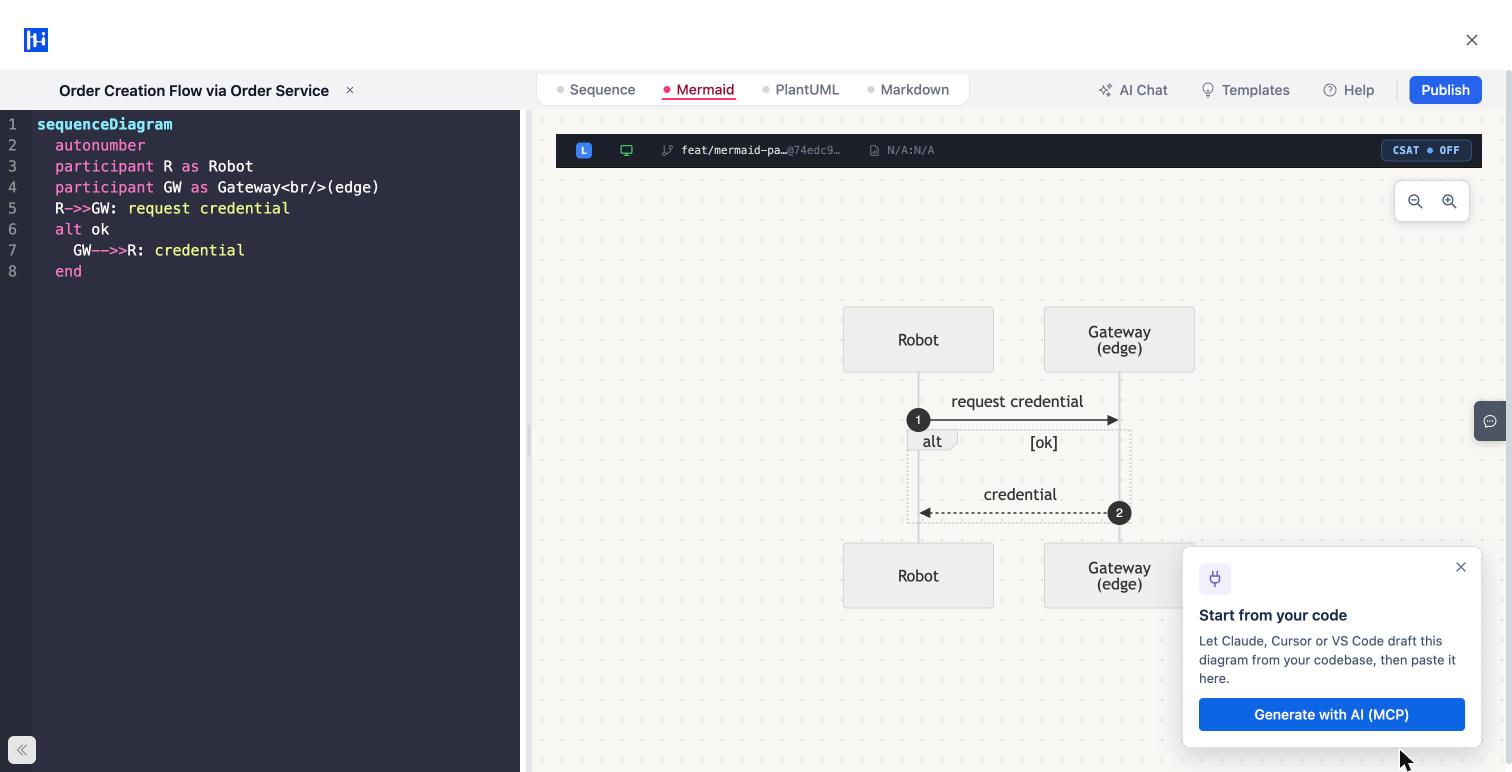 Order Creation Flow via Order Service ×
Sequence Mermaid PlantUML Markdown
AI Chat Templates Help Publish
1 sequenceDiagram
2 autonumber
3 participant R as Robot
4 participant GW as Gateway<br/>(edge)
5 R->>GW: request credential
6 alt ok
7 GW-->>R: credential
8 end
L feat/mermaid-pa…@74edc9… N/A:N/A CSAT OFF
Robot
Gateway
(edge)
request credential
1
alt [ok]
credential
2
Robot
Gateway
(edge)
Start from your code
Let Claude, Cursor or VS Code draft this
diagram from your codebase, then paste it
here.
Generate with AI (MCP)